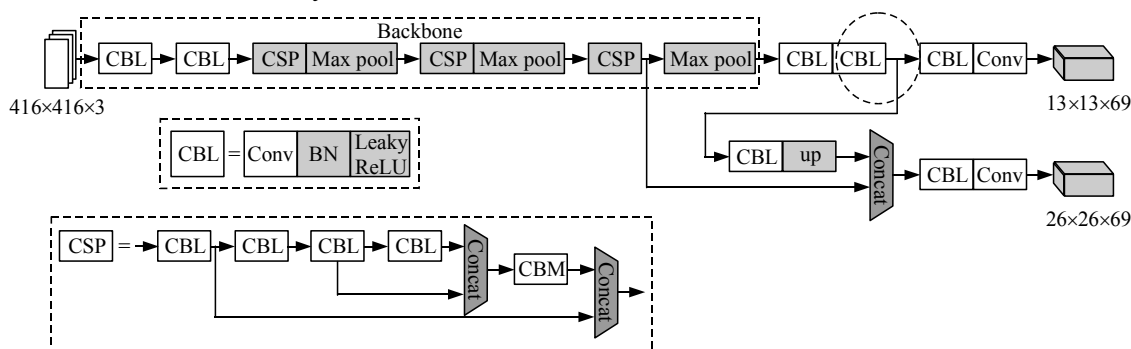 Backbone
CBL CBL CSP Max pool CSP Max pool CSP Max pool CBL CBL CBL Conv
416×416×3
13×13×69
CBL = Conv BN Leaky ReLU
CBL up Concat CBL Conv
26×26×69
CSP = CBL CBL CBL CBL Concat CBM Concat